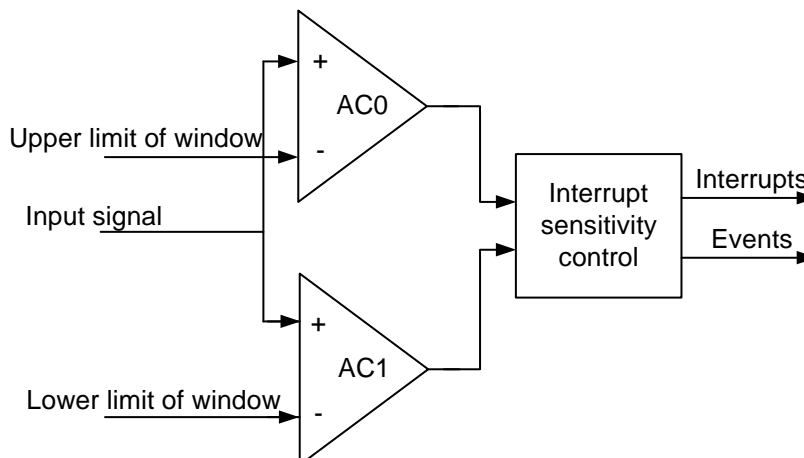 +
AC0
Upper limit of window
-
Interrupt
sensitivity
control
Interrupts
Events
Input signal
+
AC1
Lower limit of window
-